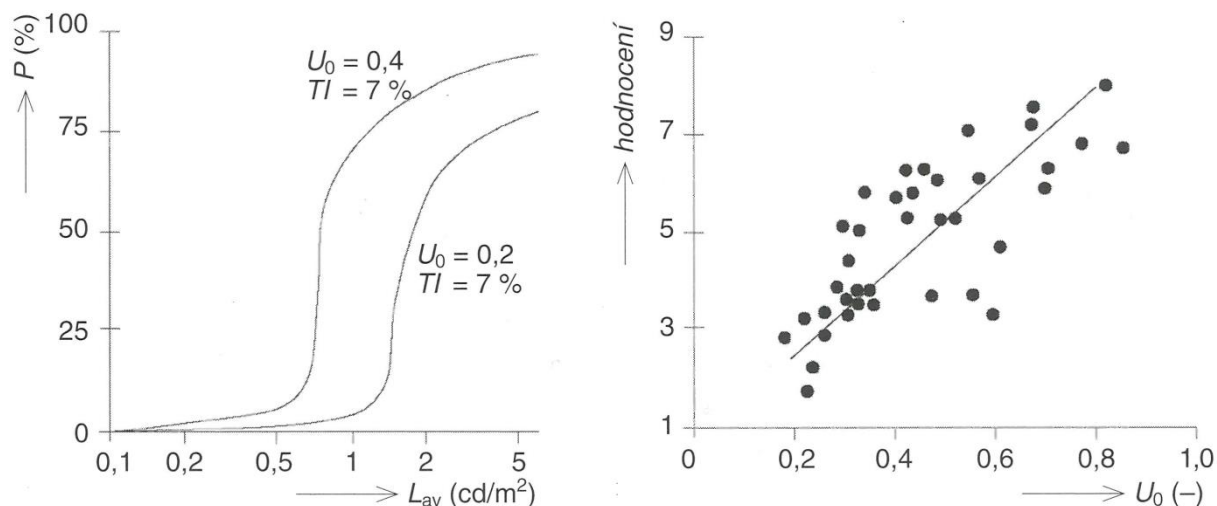 P (%)
100
75
50
25
0
0,1
0,2
0,5
1
2
5
L_av (cd/m²)
U₀ = 0,4
TI = 7 %
U₀ = 0,2
TI = 7 %
hodnocení
9
7
5
3
1
0
0,2
0,4
0,6
0,8
1,0
U₀ (–)